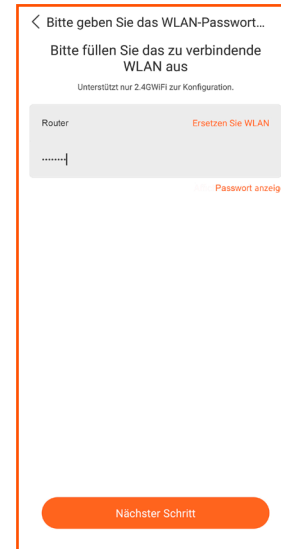 Bitte geben Sie das WLAN-Passwort...
Bitte füllen Sie das zu verbindende
WLAN aus
Unterstützt nur 2.4GWiFi zur Konfiguration.
Router Ersetzen Sie WLAN
........
Passwort anzeig
Nächster Schritt